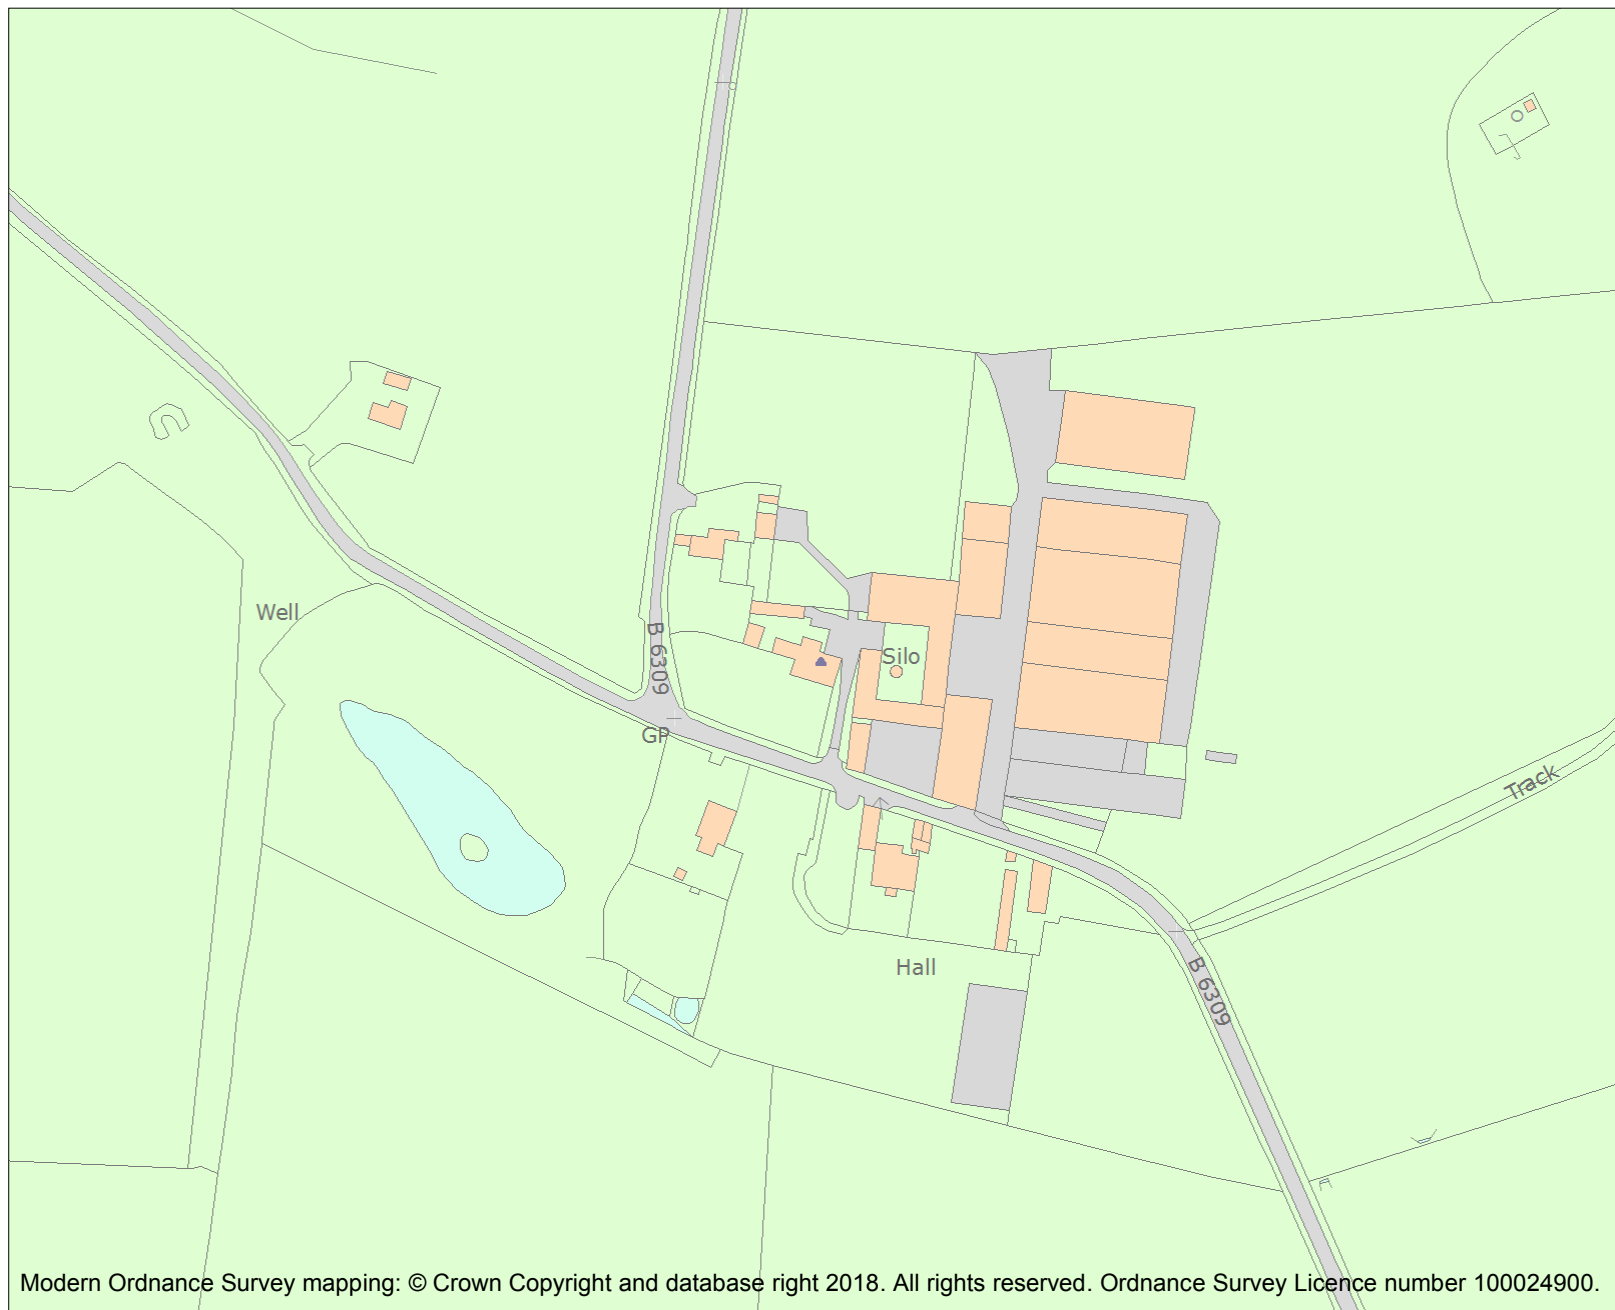 Well
B 6309
Silo
GP
Track
Hall
B 6309
Modern Ordnance Survey mapping: © Crown Copyright and database right 2018. All rights reserved. Ordnance Survey Licence number 100024900.